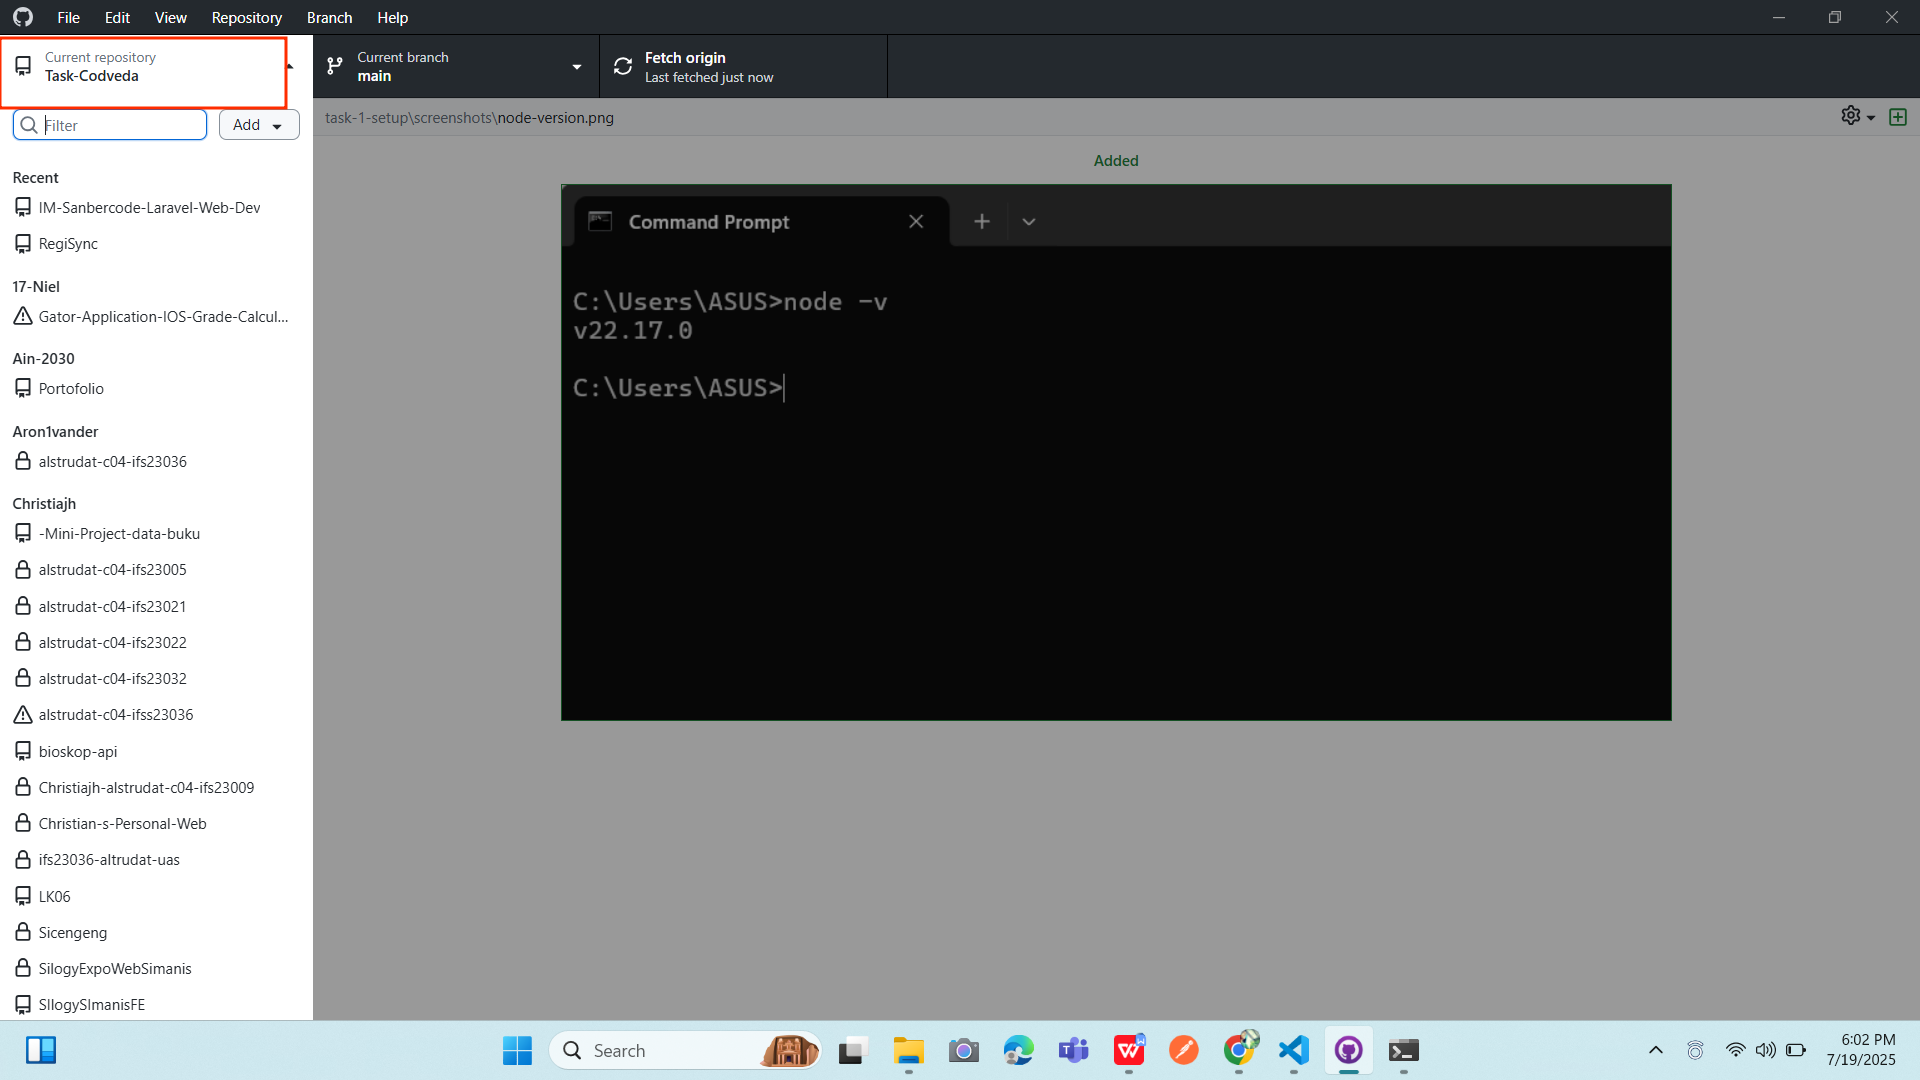 File Edit View Repository Branch Help
Current repository
Task-Codveda
Current branch
main
Fetch origin
Last fetched just now
Filter
Add
task-1-setup\screenshots\node-version.png
Added
Recent
IM-Sanbercode-Laravel-Web-Dev
RegiSync
17-Niel
Gator-Application-IOS-Grade-Calcul...
Ain-2030
Portofolio
Aron1vander
alstrudat-c04-ifs23036
Christiajh
-Mini-Project-data-buku
alstrudat-c04-ifs23005
alstrudat-c04-ifs23021
alstrudat-c04-ifs23022
alstrudat-c04-ifs23032
alstrudat-c04-ifss23036
bioskop-api
Christiajh-alstrudat-c04-ifs23009
Christian-s-Personal-Web
ifs23036-altrudat-uas
LK06
Sicengeng
SilogyExpoWebSimanis
SIlogySImanisFE
Command Prompt
C:\Users\ASUS>node -v
v22.17.0
C:\Users\ASUS>
Search
6:02 PM
7/19/2025